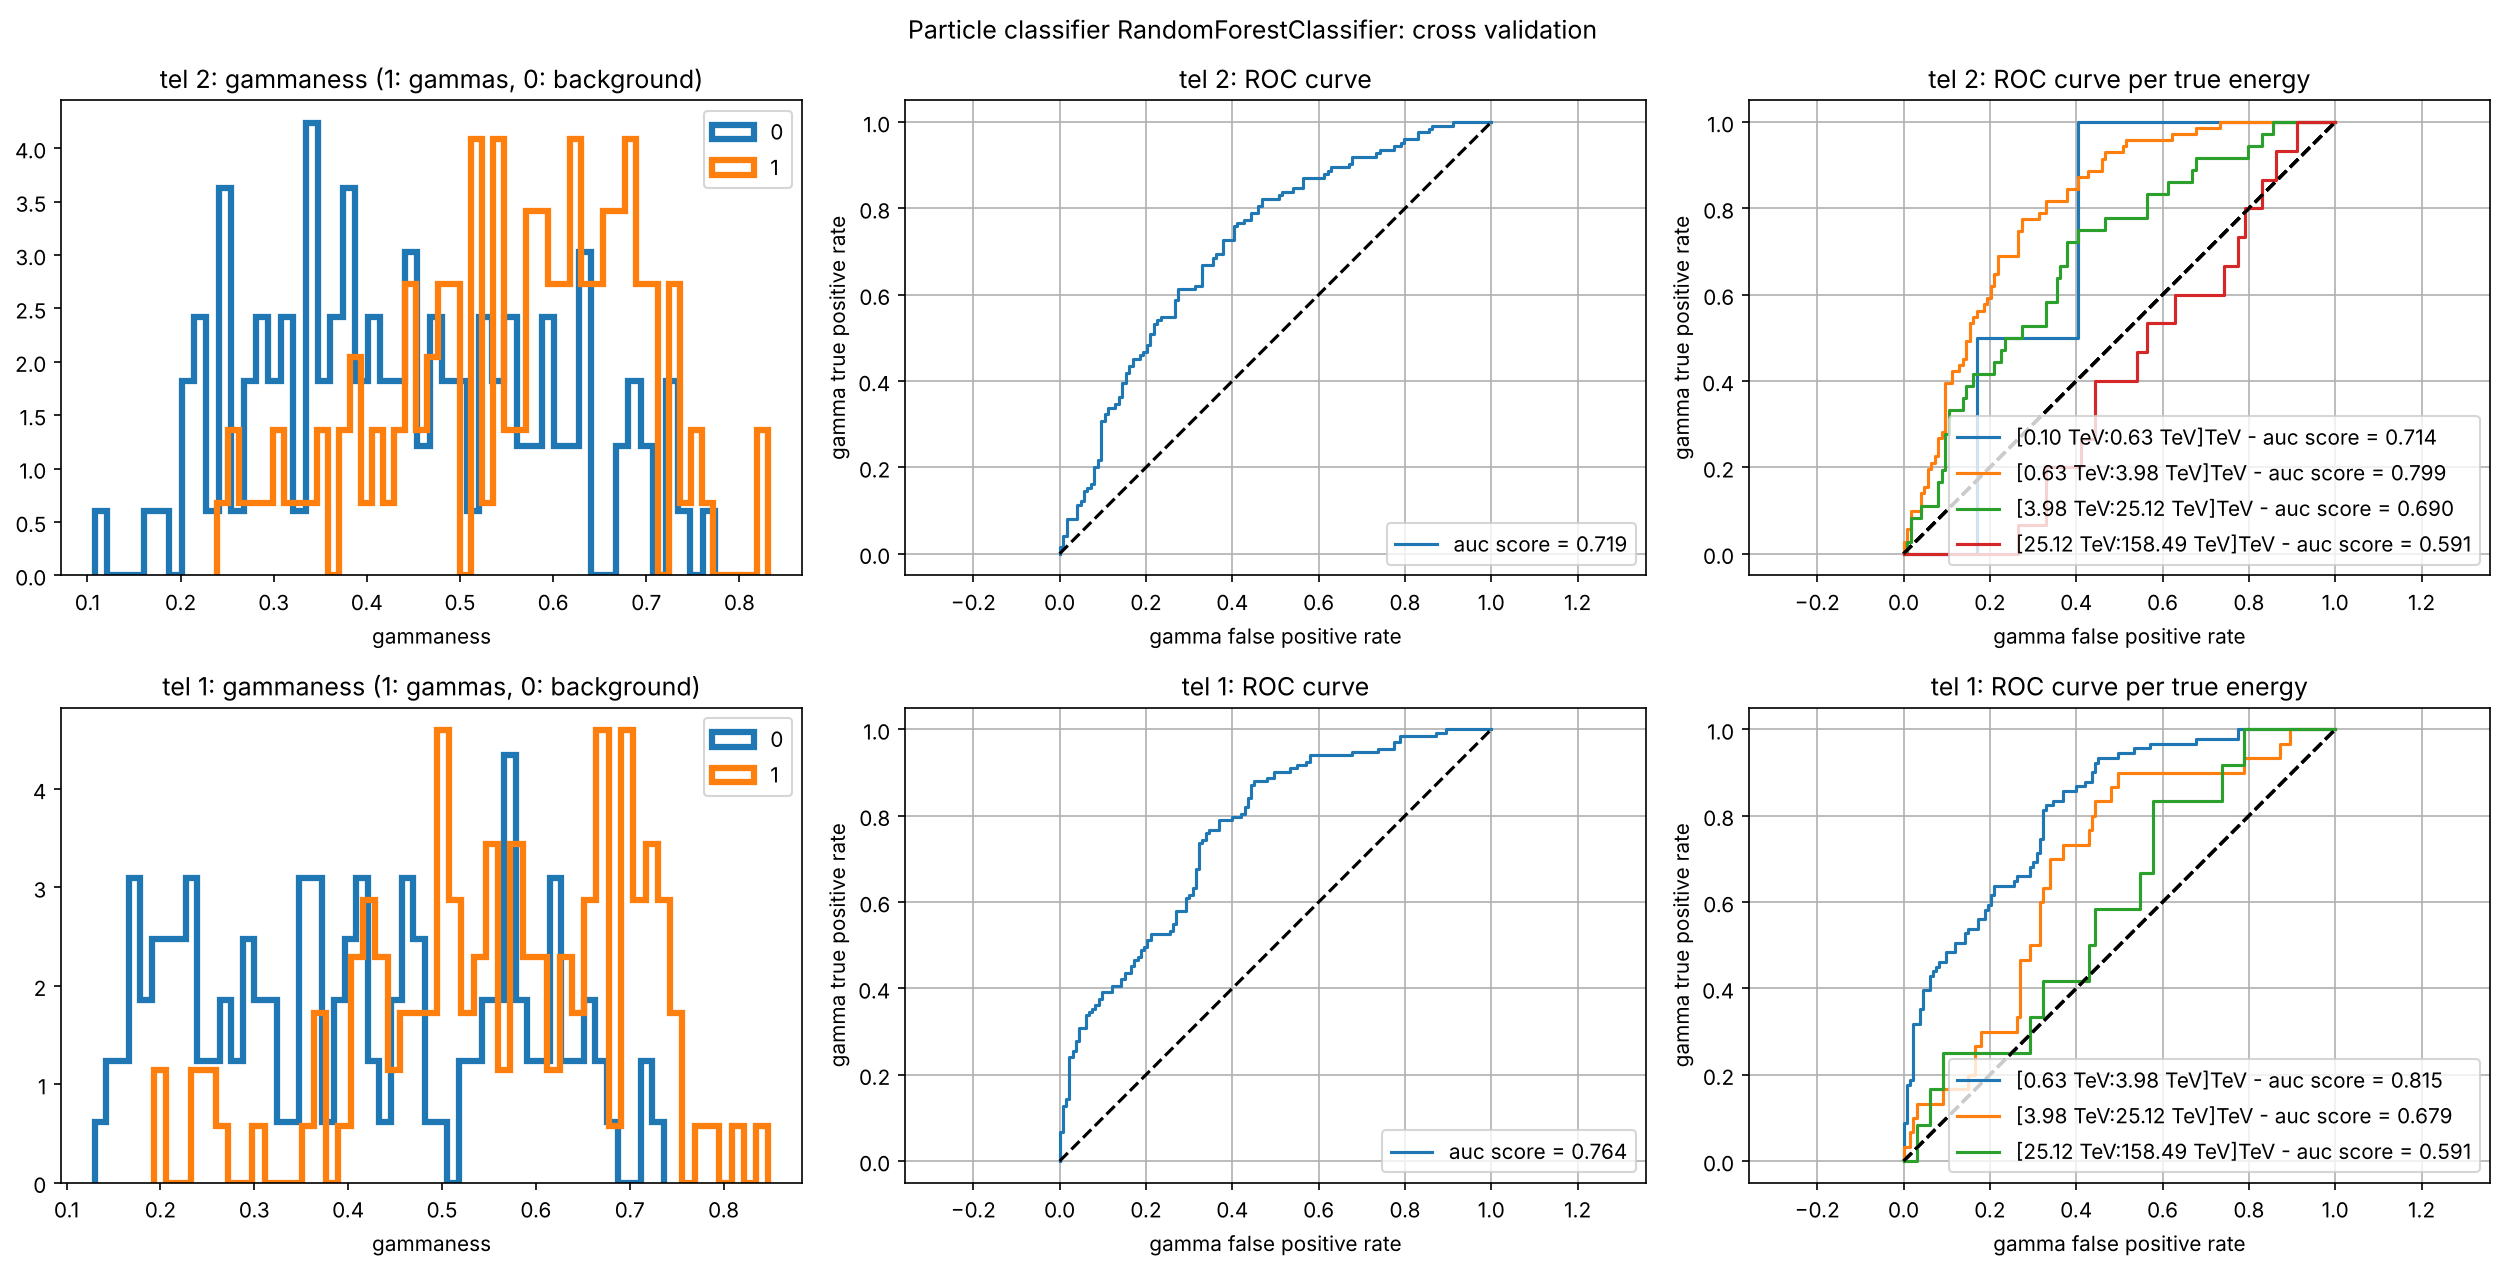 Particle classifier RandomForestClassifier: cross validation
tel 2: gammaness (1: gammas, 0: background)
0
1
4.0
3.5
3.0
2.5
2.0
1.5
1.0
0.5
0.0
0.1 0.2 0.3 0.4 0.5 0.6 0.7 0.8
gammaness
tel 2: ROC curve
gamma true positive rate
1.0
0.8
0.6
0.4
0.2
0.0
auc score = 0.719
−0.2 0.0 0.2 0.4 0.6 0.8 1.0 1.2
gamma false positive rate
tel 2: ROC curve per true energy
gamma true positive rate
1.0
0.8
0.6
0.4
0.2
0.0
[0.10 TeV:0.63 TeV]TeV - auc score = 0.714
[0.63 TeV:3.98 TeV]TeV - auc score = 0.799
[3.98 TeV:25.12 TeV]TeV - auc score = 0.690
[25.12 TeV:158.49 TeV]TeV - auc score = 0.591
−0.2 0.0 0.2 0.4 0.6 0.8 1.0 1.2
gamma false positive rate
tel 1: gammaness (1: gammas, 0: background)
0
1
4
3
2
1
0
0.1 0.2 0.3 0.4 0.5 0.6 0.7 0.8
gammaness
tel 1: ROC curve
gamma true positive rate
1.0
0.8
0.6
0.4
0.2
0.0
auc score = 0.764
−0.2 0.0 0.2 0.4 0.6 0.8 1.0 1.2
gamma false positive rate
tel 1: ROC curve per true energy
gamma true positive rate
1.0
0.8
0.6
0.4
0.2
0.0
[0.63 TeV:3.98 TeV]TeV - auc score = 0.815
[3.98 TeV:25.12 TeV]TeV - auc score = 0.679
[25.12 TeV:158.49 TeV]TeV - auc score = 0.591
−0.2 0.0 0.2 0.4 0.6 0.8 1.0 1.2
gamma false positive rate